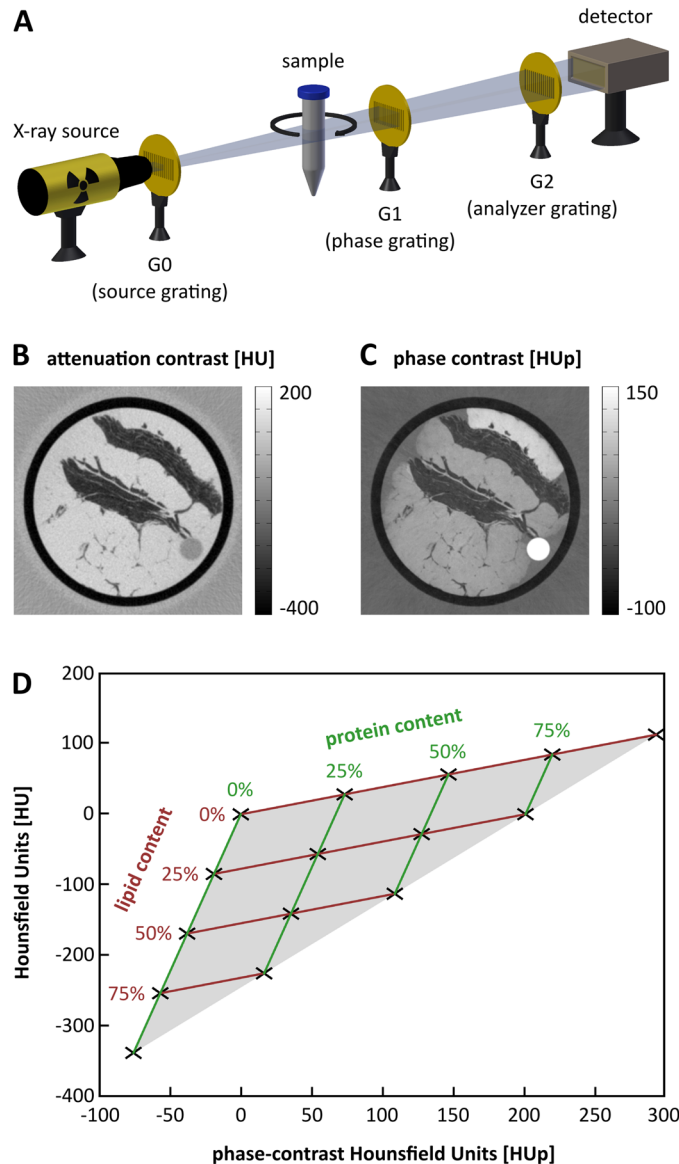 A
detector
sample
X-ray source
G2
(analyzer grating)
G1
(phase grating)
G0
(source grating)
B attenuation contrast [HU]
200
-400
C phase contrast [HUp]
150
-100
D
200
100
0
-100
-200
-300
-400
Hounsfield Units [HU]
protein content
0%
25%
50%
75%
lipid content
0%
25%
50%
75%
-100
-50
0
50
100
150
200
250
300
phase-contrast Hounsfield Units [HUp]